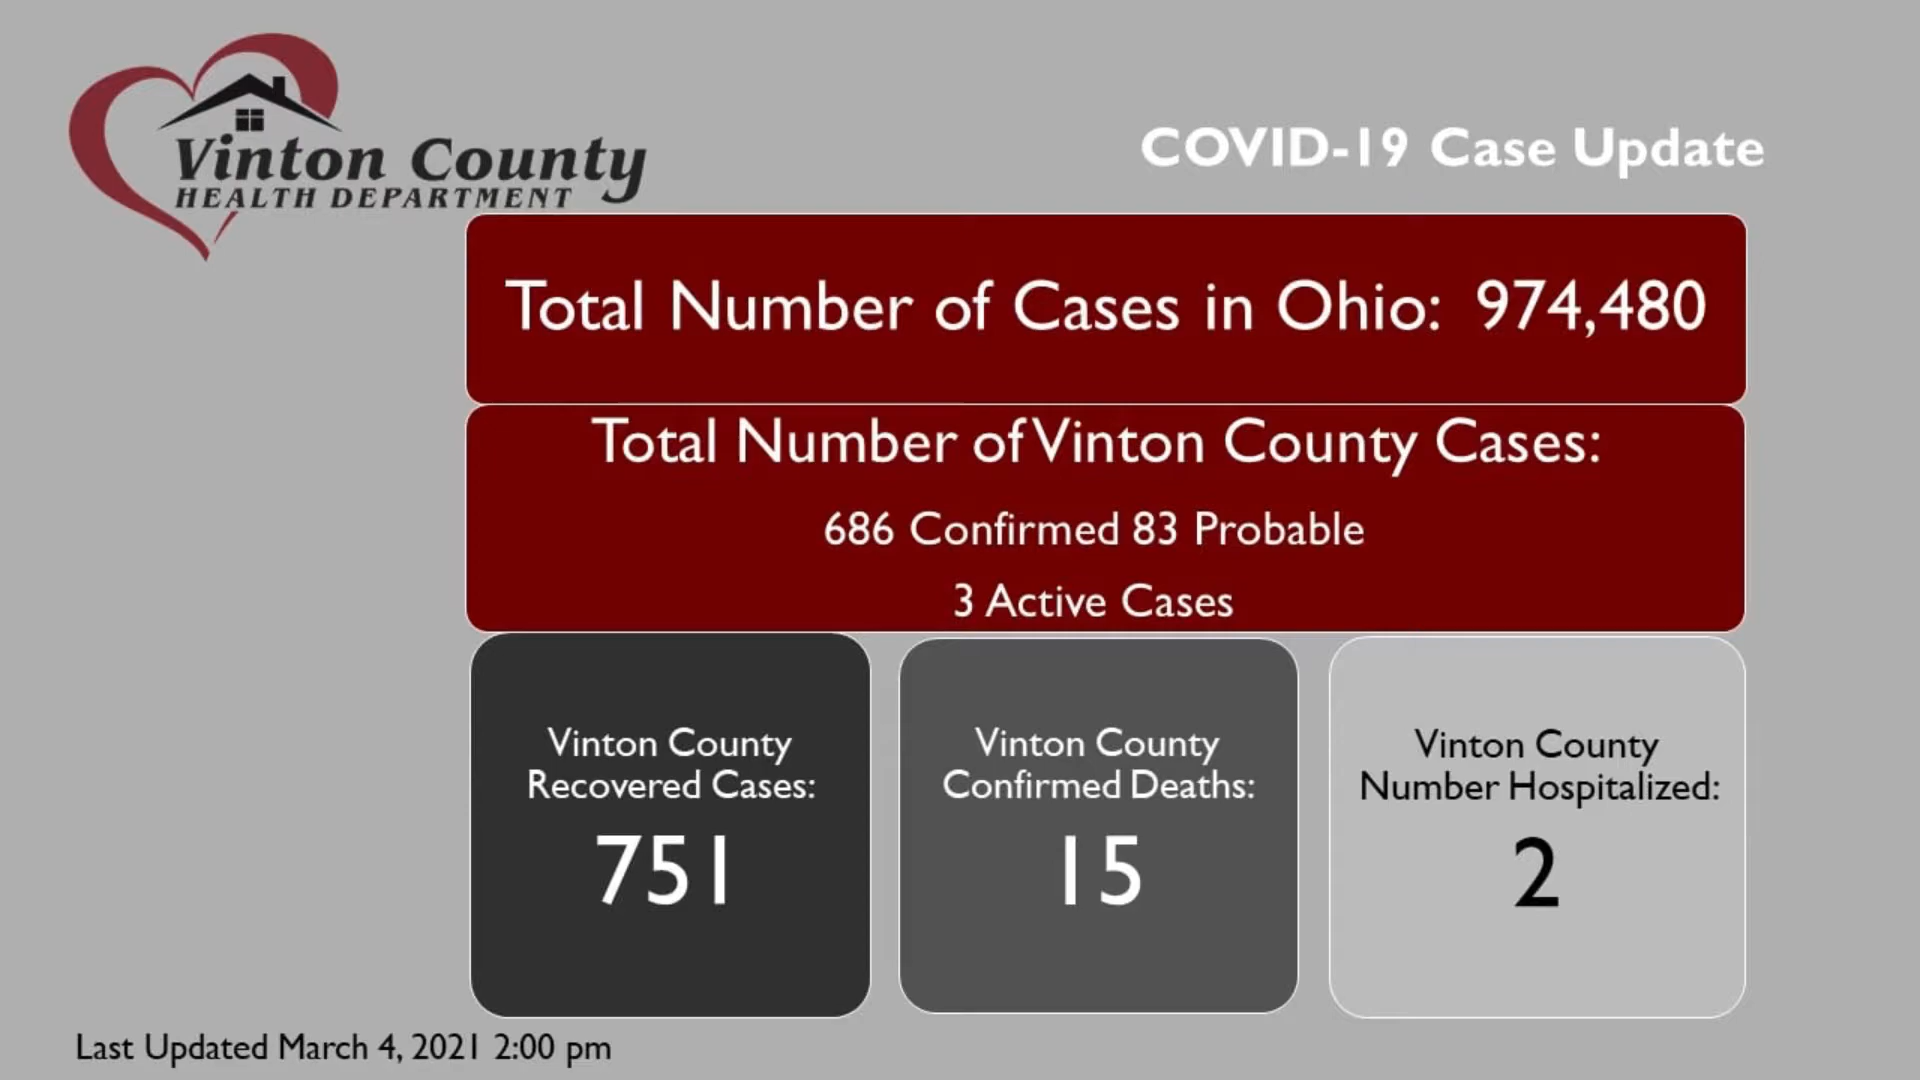 Vinton County
HEALTH DEPARTMENT
COVID-19 Case Update
Total Number of Cases in Ohio: 974,480
Total Number of Vinton County Cases:
686 Confirmed 83 Probable
3 Active Cases
Vinton County
Recovered Cases:
751
Vinton County
Confirmed Deaths:
15
Vinton County
Number Hospitalized:
2
Last Updated March 4, 2021 2:00 pm